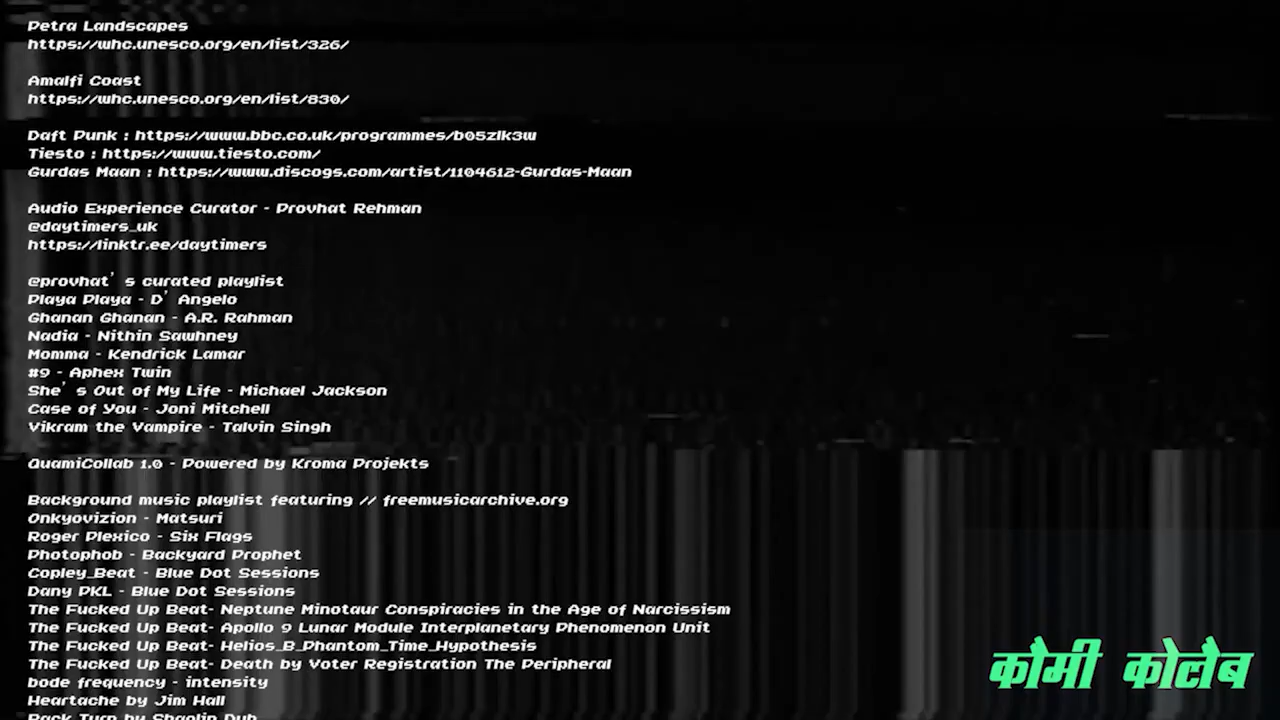 Petra Landscapes
https://whc.unesco.org/en/list/326/
Amalfi Coast
https://whc.unesco.org/en/list/830/
Daft Punk : https://www.bbc.co.uk/programmes/b05zlk3w
Tiesto : https://www.tiesto.com/
Gurdas Maan : https://www.discogs.com/artist/1104612-Gurdas-Maan
Audio Experience Curator - Provhat Rehman
@daytimers_uk
https://linktr.ee/daytimers
@provhat’s curated playlist
Playa Playa - D’Angelo
Ghanan Ghanan - A.R. Rahman
Nadia - Nithin Sawhney
Momma - Kendrick Lamar
#9 - Aphex Twin
She’s Out of My Life - Michael Jackson
Case of You - Joni Mitchell
Vikram the Vampire - Talvin Singh
QuamiCollab 1.0 - Powered by Kroma Projekts
Background music playlist featuring // freemusicarchive.org
Onkyovizion - Matsuri
Roger Plexico - Six Flags
Photophob - Backyard Prophet
Copley_Beat - Blue Dot Sessions
Dany PKL - Blue Dot Sessions
The Fucked Up Beat- Neptune Minotaur Conspiracies in the Age of Narcissism
The Fucked Up Beat- Apollo 9 Lunar Module Interplanetary Phenomenon Unit
The Fucked Up Beat- Helios_B_Phantom_Time_Hypothesis
The Fucked Up Beat- Death by Voter Registration The Peripheral
bode frequency - intensity
Heartache by Jim Hall
Back Turn by Shaolin Dub
कौमी कोलैब